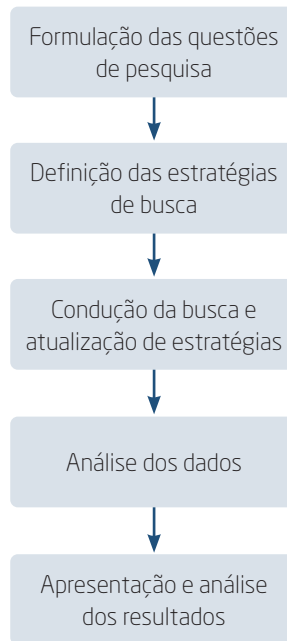 Formulação das questões
de pesquisa
Definição das estratégias
de busca
Condução da busca e
atualização de estratégias
Análise dos dados
Apresentação e análise
dos resultados